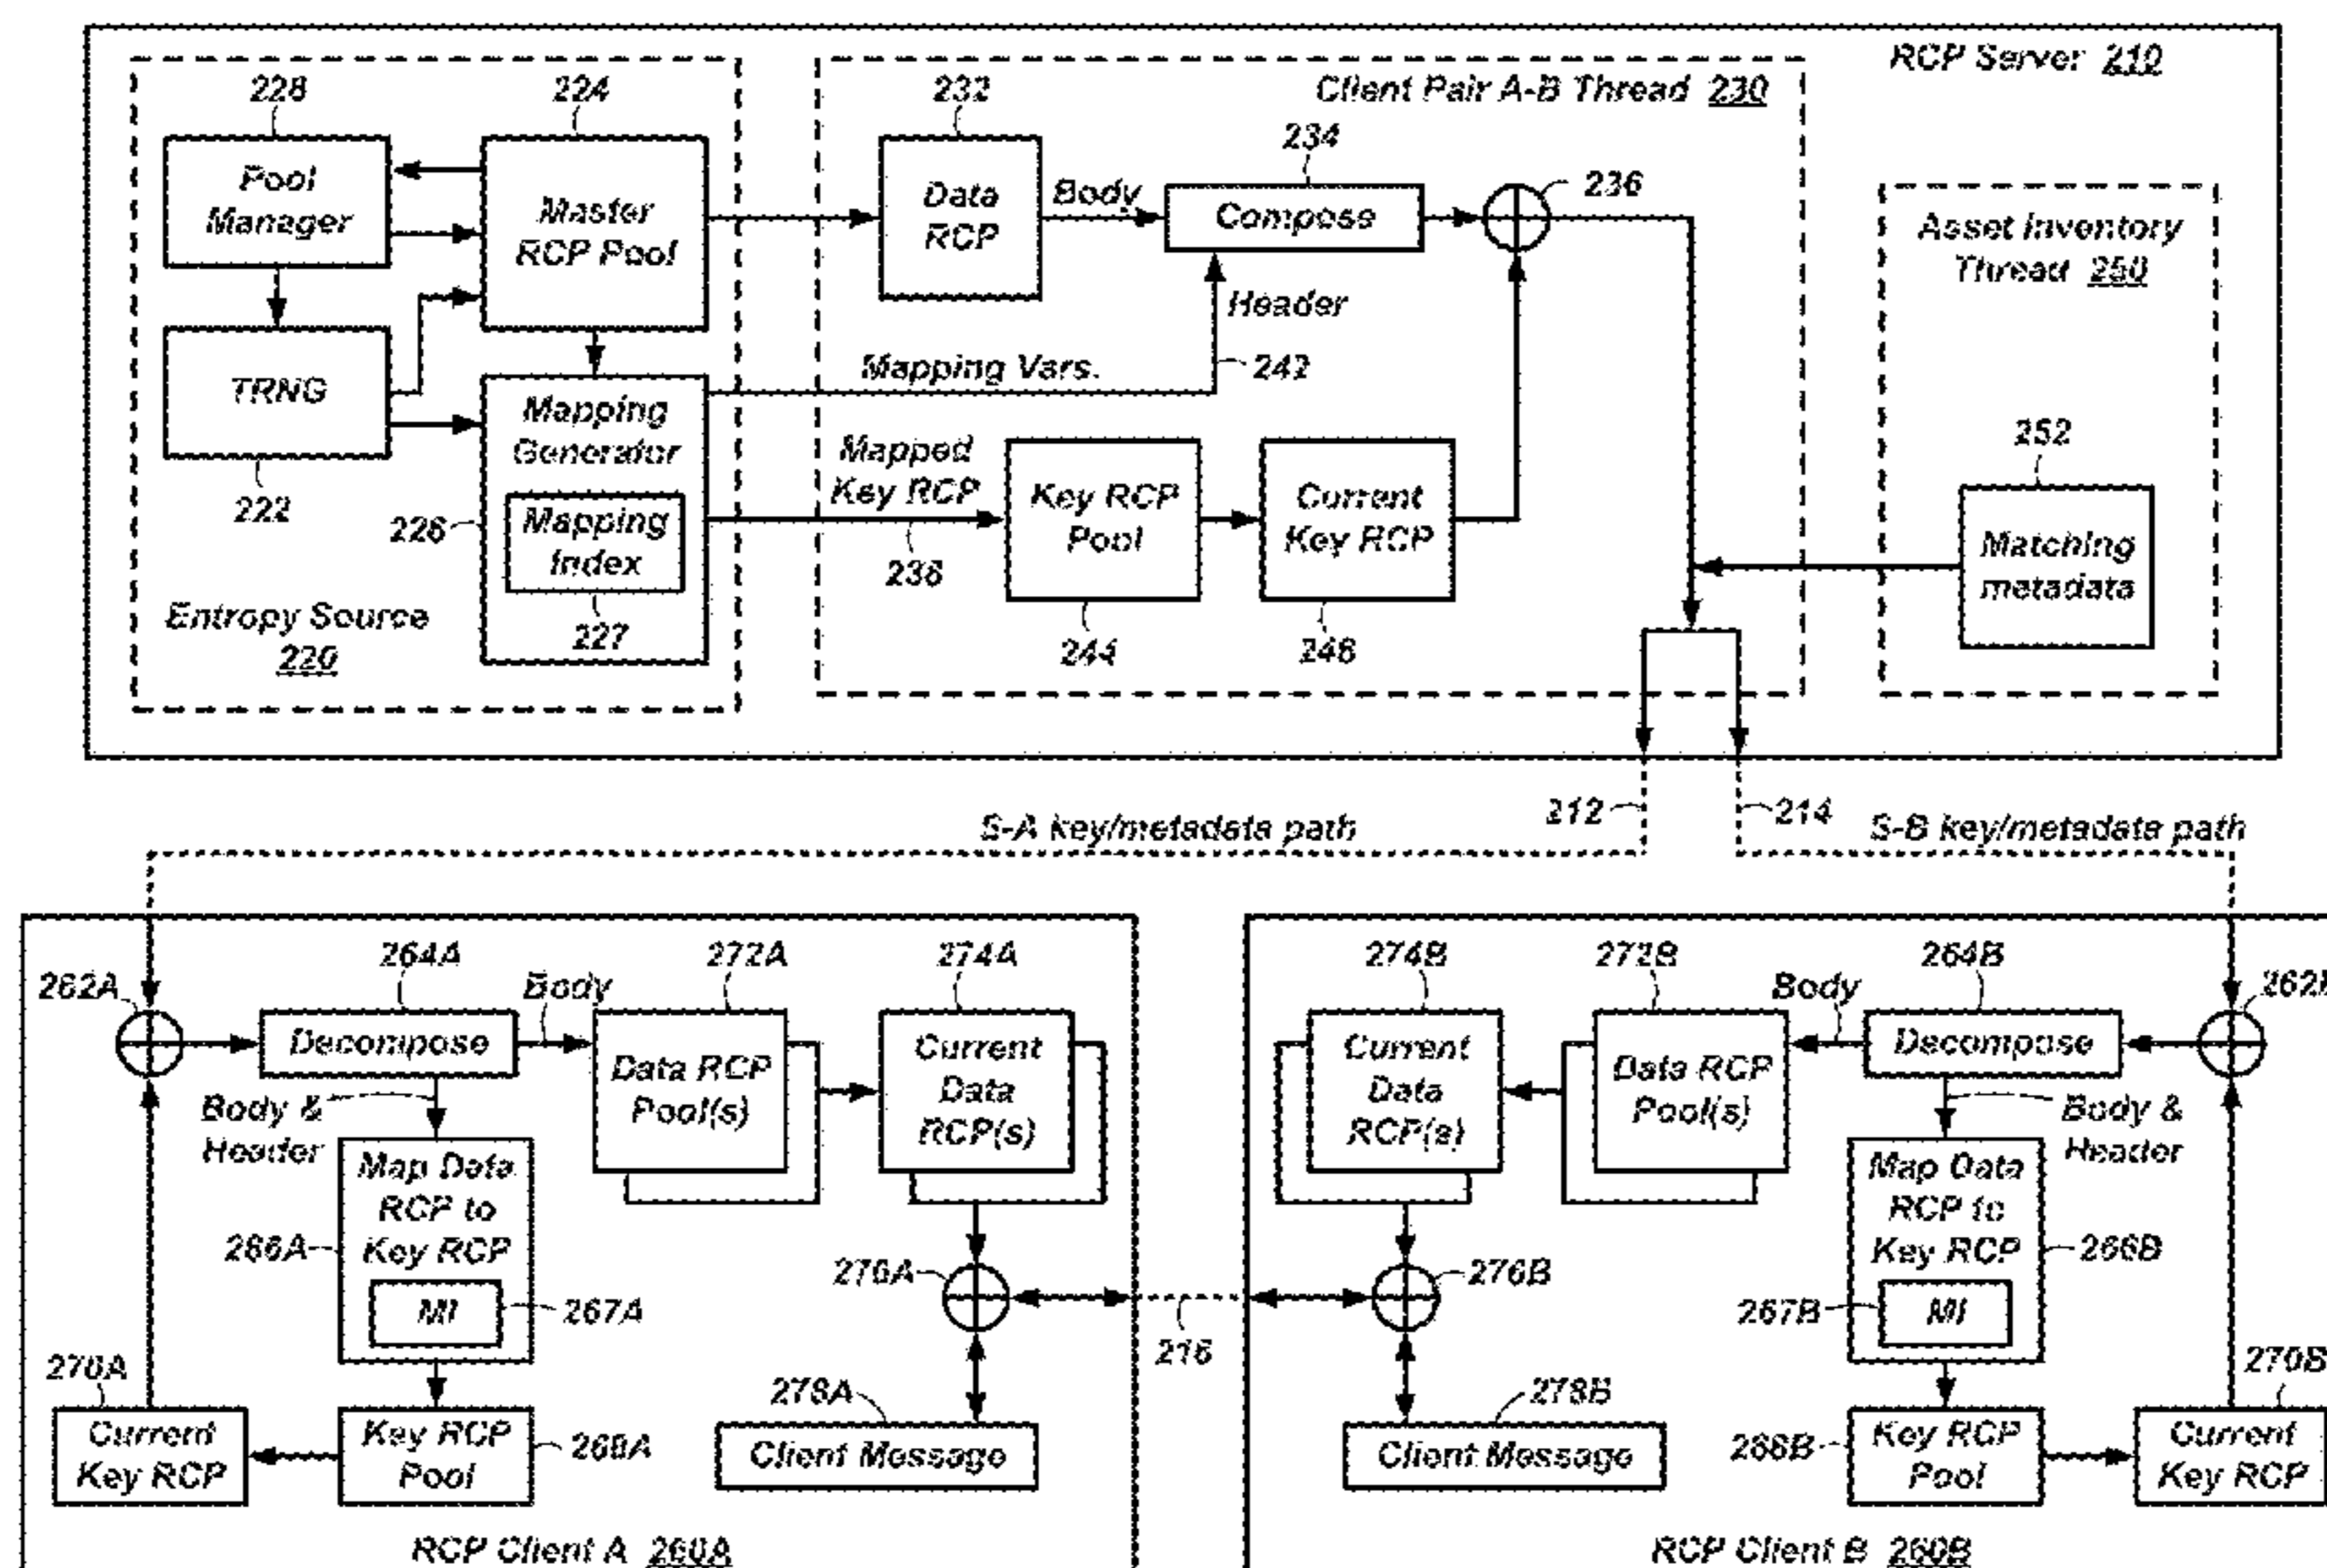 RCP Server 210
228
224
232
Client Pair A-B Thread 230
234
236
Pool
Manager
Master
RCP Pool
Data
RCP
Body
Compose
Asset Inventory
Thread 250
Header
TRNG
Mapping Vars.
242
Mapping
Generator
222
226
Mapping
Index
227
Entropy Source
220
Mapped
Key RCP
236
Key RCP
Pool
244
Current
Key RCP
246
252
Matching
metadata
212
214
S-A key/metadata path
S-B key/metadata path
262A
264A
Body
272A
274A
Decompose
Data RCP
Pool(s)
Current
Data
RCP(s)
Body &
Header
Map Data
RCP to
Key RCP
266A
MI
267A
276A
270A
278A
Current
Key RCP
Key RCP
Pool
268A
Client Message
RCP Client A 260A
216
274B
272B
Body
264B
Current
Data
RCP(s)
Data RCP
Pool(s)
Decompose
Body &
Header
Map Data
RCP to
Key RCP
266B
267B
MI
276B
278B
270B
Client Message
268B
Key RCP
Pool
Current
Key RCP
RCP Client B 260B